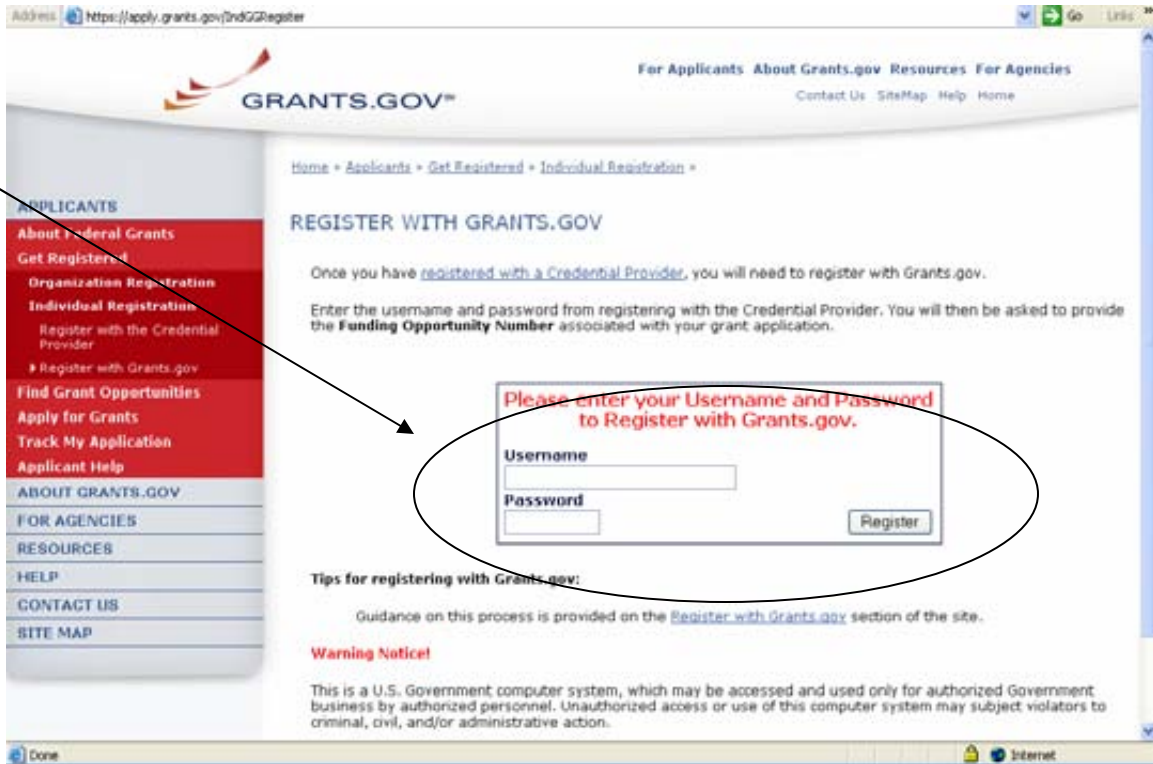 Address https://apply.grants.gov/IndGGRegister Go Links »
For Applicants About Grants.gov Resources For Agencies
Contact Us SiteMap Help Home
GRANTS.GOV℠
Home > Applicants > Get Registered > Individual Registration >
APPLICANTS
About Federal Grants
Get Registered
Organization Registration
Individual Registration
Register with the Credential
Provider
Register with Grants.gov
Find Grant Opportunities
Apply for Grants
Track My Application
Applicant Help
ABOUT GRANTS.GOV
FOR AGENCIES
RESOURCES
HELP
CONTACT US
SITE MAP
REGISTER WITH GRANTS.GOV
Once you have registered with a Credential Provider, you will need to register with Grants.gov.
Enter the username and password from registering with the Credential Provider. You will then be asked to provide
the Funding Opportunity Number associated with your grant application.
Please enter your Username and Password
to Register with Grants.gov.
Username
Password
Register
Tips for registering with Grants.gov:
Guidance on this process is provided on the Register with Grants.gov section of the site.
Warning Notice!
This is a U.S. Government computer system, which may be accessed and used only for authorized Government
business by authorized personnel. Unauthorized access or use of this computer system may subject violators to
criminal, civil, and/or administrative action.
Done Internet